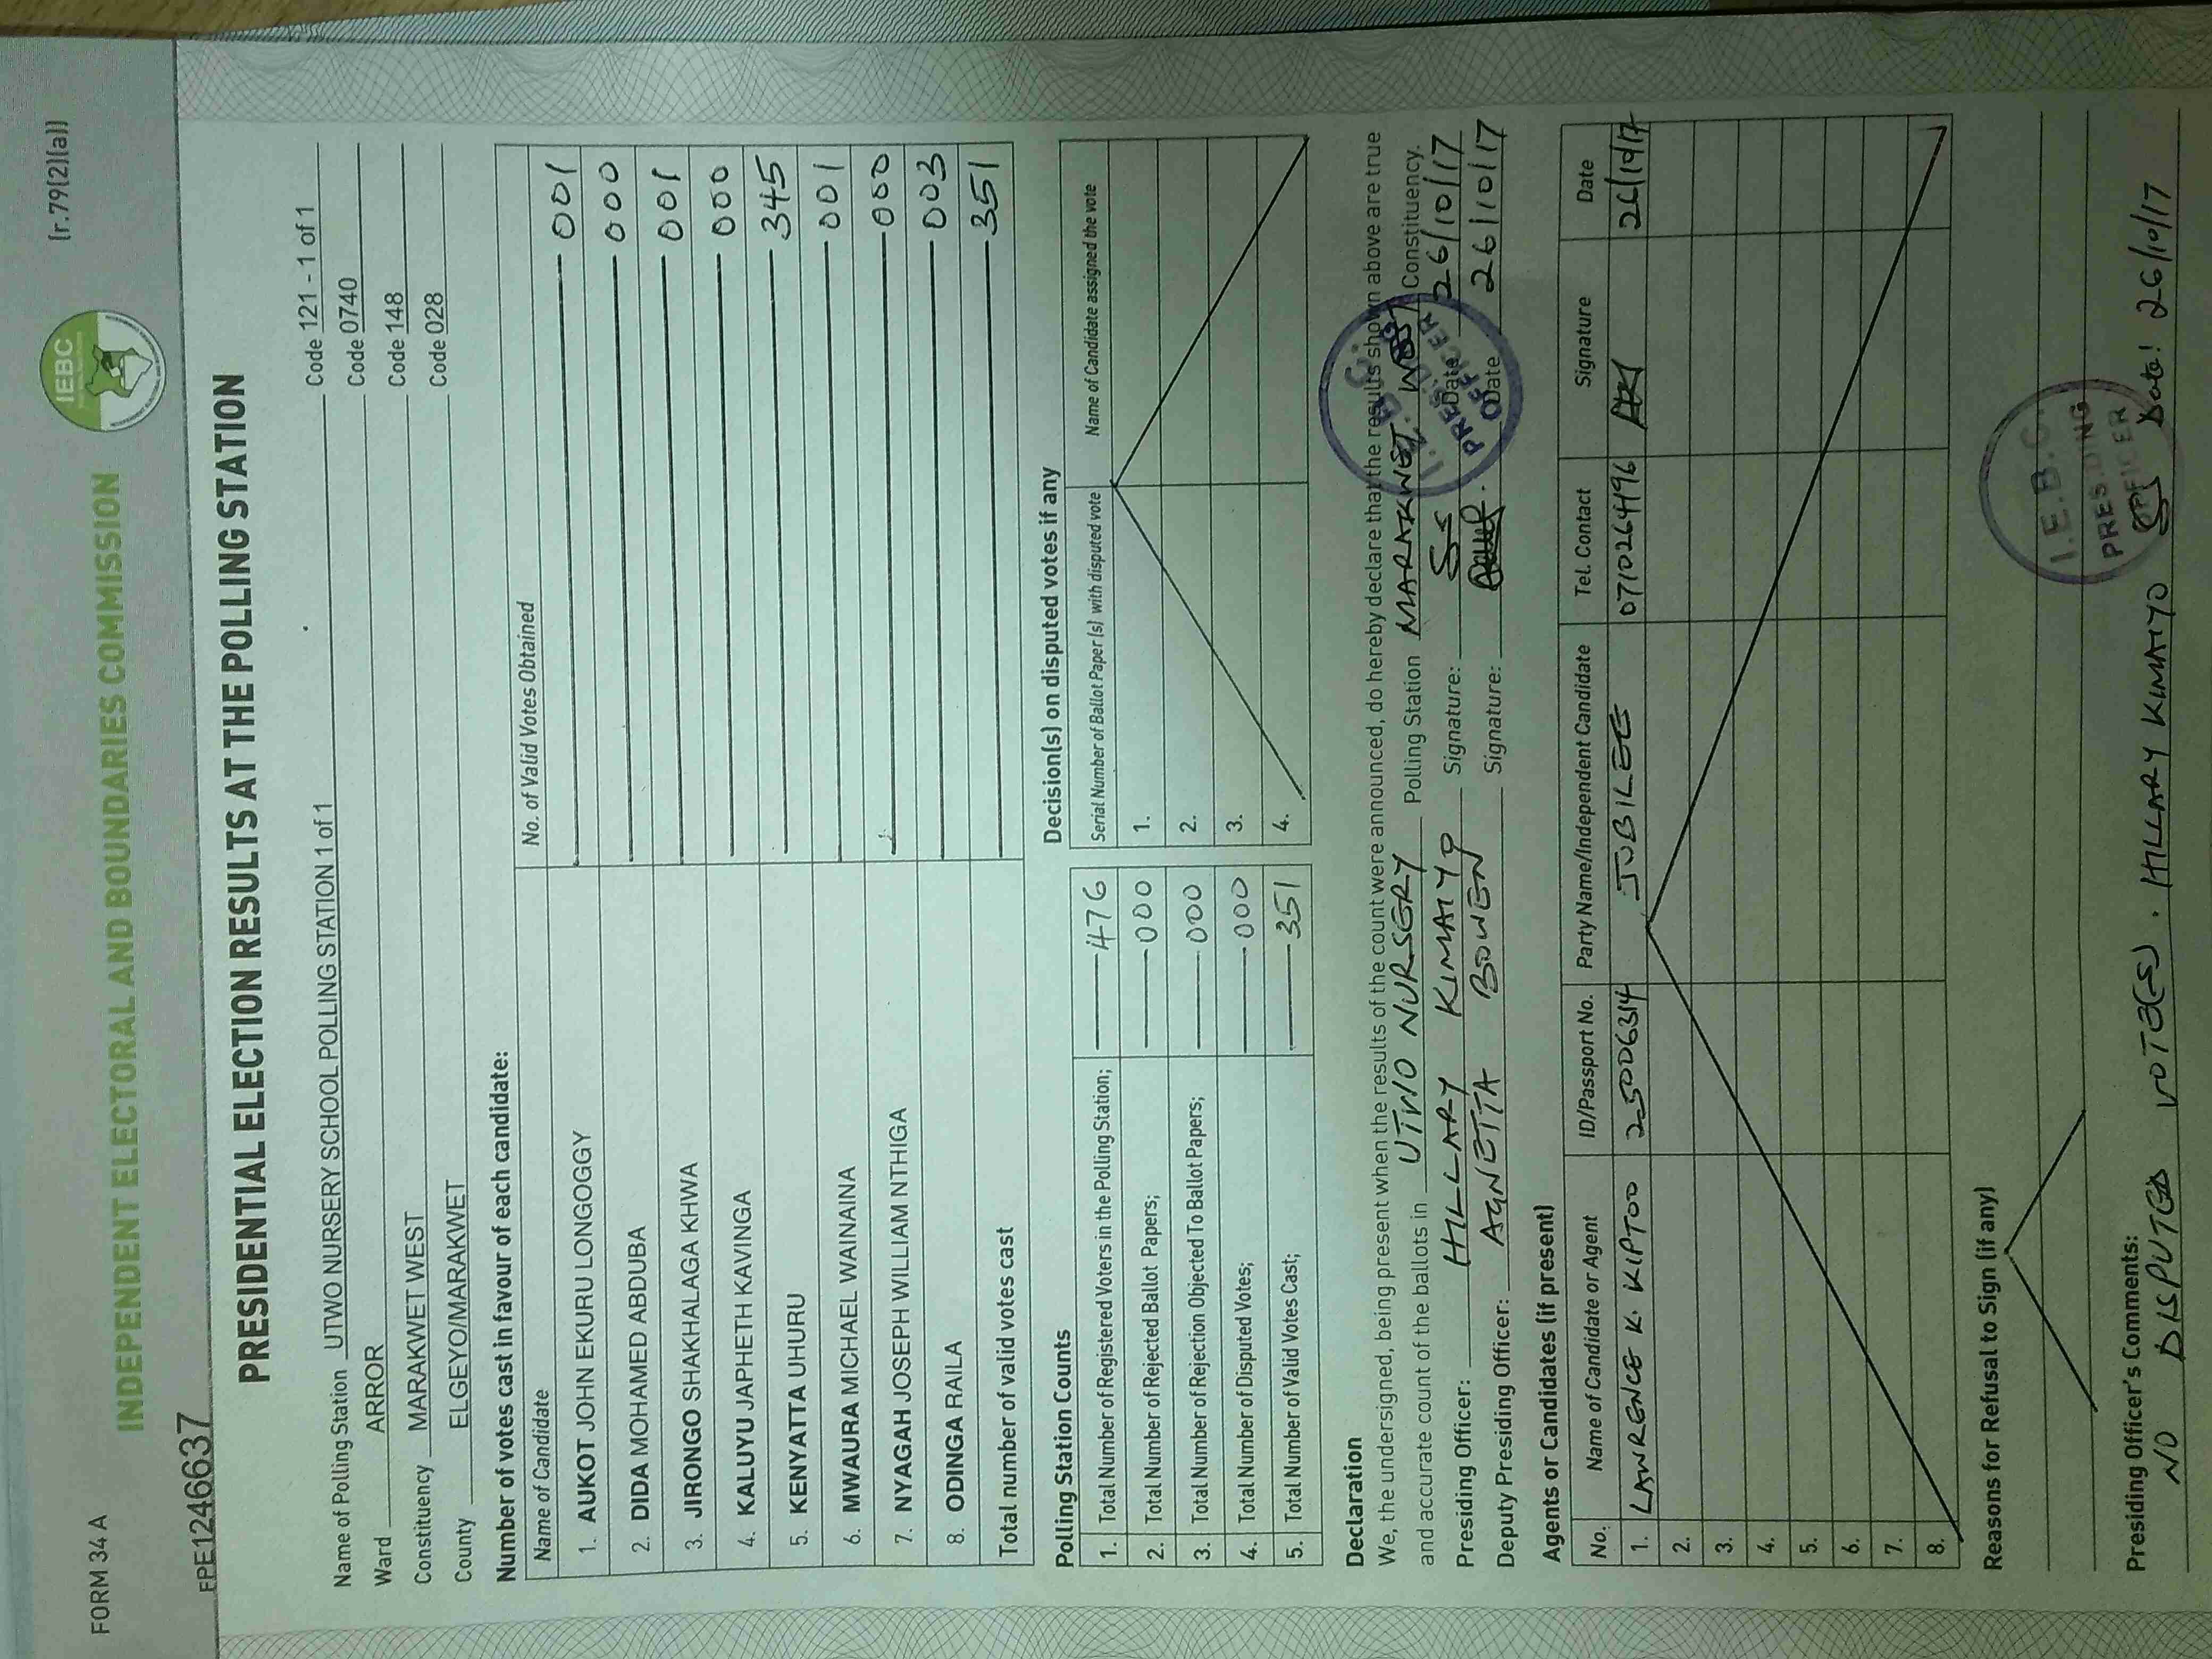 FORM 34 A
(r.79(2)(a))
IEBC
INDEPENDENT ELECTORAL AND BOUNDARIES COMMISSION
FPE1246637
PRESIDENTIAL ELECTION RESULTS AT THE POLLING STATION
Name of Polling Station UTWO NURSERY SCHOOL POLLING STATION 1 of 1 Code 121 - 1 of 1
Ward ARROR Code 0740
Constituency MARAKWET WEST Code 148
County ELGEYO/MARAKWET Code 028
Number of votes cast in favour of each candidate:
Name of Candidate No. of Valid Votes Obtained
1. AUKOT JOHN EKURU LONGOGGY 001
2. DIDA MOHAMED ABDUBA 000
3. JIRONGO SHAKHALAGA KHWA 001
4. KALUYU JAPHETH KAVINGA 000
5. KENYATTA UHURU 345
6. MWAURA MICHAEL WAINAINA 001
7. NYAGAH JOSEPH WILLIAM NTHIGA 000
8. ODINGA RAILA 003
Total number of valid votes cast 351
Polling Station Counts
1. Total Number of Registered Voters in the Polling Station; 476
2. Total Number of Rejected Ballot Papers; 000
3. Total Number of Rejection Objected To Ballot Papers; 000
4. Total Number of Disputed Votes; 000
5. Total Number of Valid Votes Cast; 351
Decision(s) on disputed votes if any
Serial Number of Ballot Paper (s) with disputed vote Name of Candidate assigned the vote
1.
2.
3.
4.
Declaration
We, the undersigned, being present when the results of the count were announced, do hereby declare that the results shown above are true
and accurate count of the ballots in UTWO NURSERY Polling Station MARAKWET WEST Constituency.
Presiding Officer: HILLARY KIMAIYO Signature: Date 26/10/17
Deputy Presiding Officer: AGNETTA BOWEN Signature: Date 26/10/17
I.E.B.C.
PRESIDING
OFFICER
Agents or Candidates (if present)
No. Name of Candidate or Agent ID/Passport No. Party Name/Independent Candidate Tel. Contact Signature Date
1. LAWRENCE K. KIPTOO 25006314 JUBILEE 0710264496 26/10/17
2.
3.
4.
5.
6.
7.
8.
Reasons for Refusal to Sign (if any)
I.E.B.C.
PRESIDING
OFFICER
Presiding Officer's Comments:
NO DISPUTED VOTE(S). HILLARY KIMAIYO Date! 26/10/17